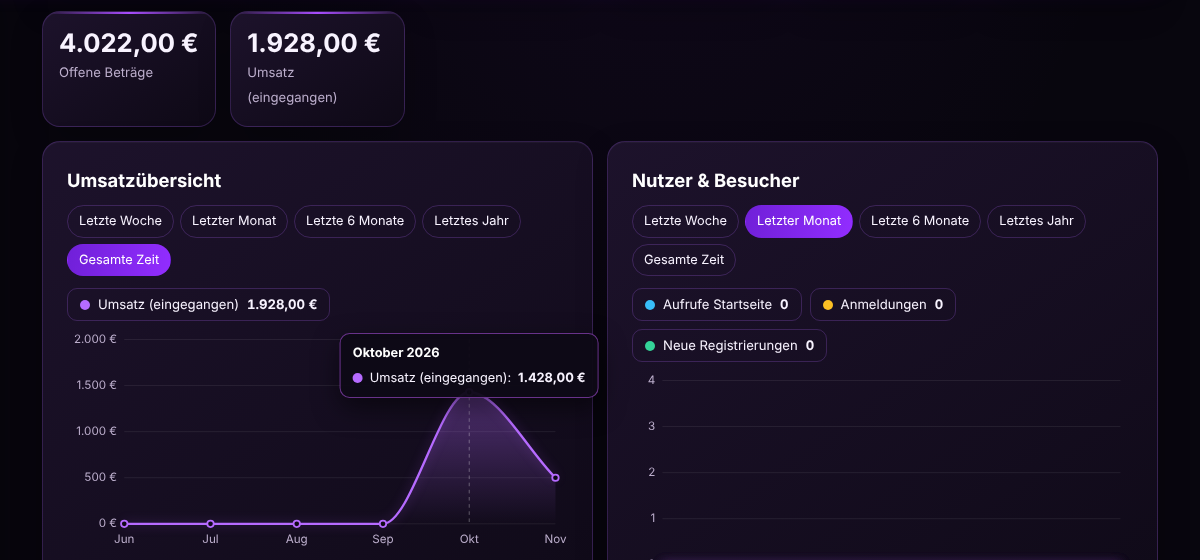 4.022,00 €
Offene Beträge
1.928,00 €
Umsatz
(eingegangen)
Umsatzübersicht
Letzte Woche
Letzter Monat
Letzte 6 Monate
Letztes Jahr
Gesamte Zeit
Umsatz (eingegangen) 1.928,00 €
2.000 €
1.500 €
1.000 €
500 €
0 €
Oktober 2026
Umsatz (eingegangen): 1.428,00 €
Jun
Jul
Aug
Sep
Okt
Nov
Nutzer & Besucher
Letzte Woche
Letzter Monat
Letzte 6 Monate
Letztes Jahr
Gesamte Zeit
Aufrufe Startseite 0
Anmeldungen 0
Neue Registrierungen 0
4
3
2
1